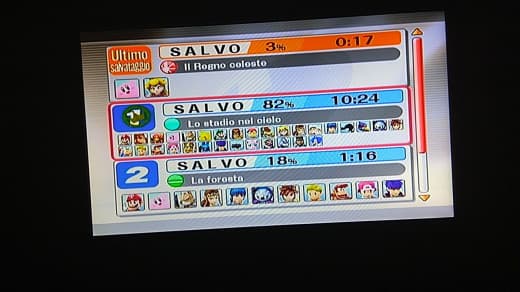 Ultimo
salvataggio
SALVO 3% 0:17
Il Regno celeste
SALVO 82% 10:24
Lo stadio nel cielo
2
SALVO 18% 1:16
La foresta